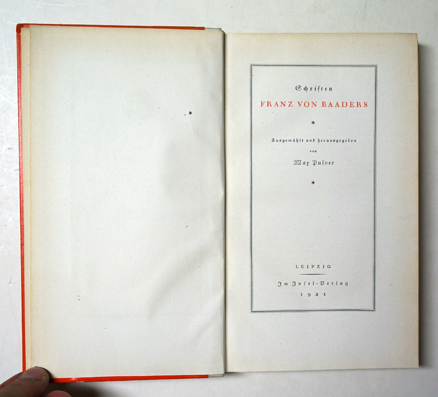 Schriften
FRANZ VON BAADERS
*
Ausgewählt und herausgegeben
von
Max Pulver
*
LEIPZIG
Im Insel-Verlag
1921